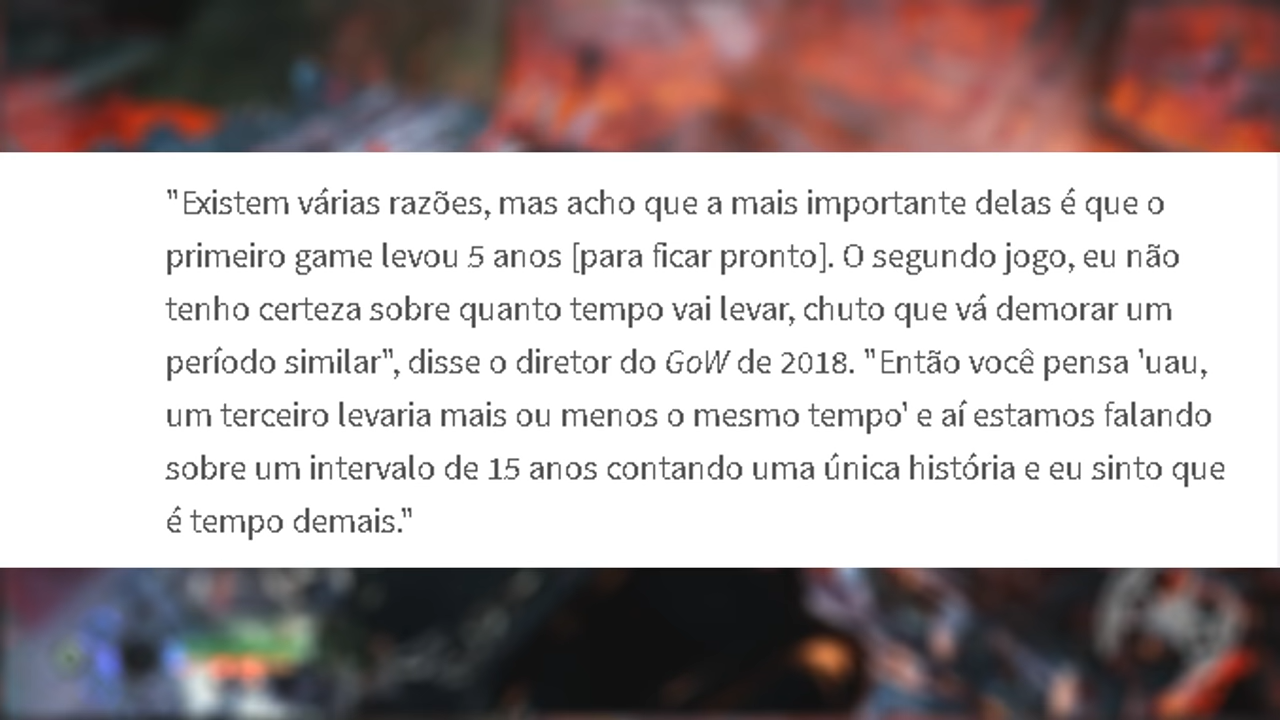 "Existem várias razões, mas acho que a mais importante delas é que o
primeiro game levou 5 anos [para ficar pronto]. O segundo jogo, eu não
tenho certeza sobre quanto tempo vai levar, chuto que vá demorar um
período similar", disse o diretor do GoW de 2018. "Então você pensa 'uau,
um terceiro levaria mais ou menos o mesmo tempo' e aí estamos falando
sobre um intervalo de 15 anos contando uma única história e eu sinto que
é tempo demais."